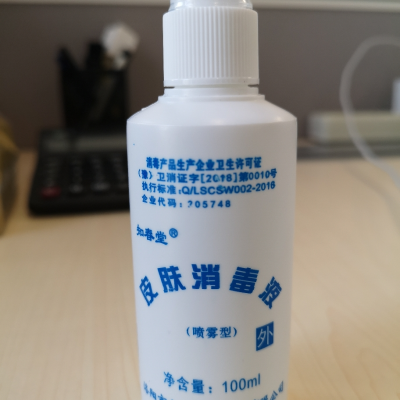 消毒产品生产企业卫生许可证
（豫）卫消证字[2016]第0010号
执行标准:Q/LSCSW002-2016
企业代码:205748
知春堂®
皮肤消毒液
（喷雾型）
外
净含量：100ml